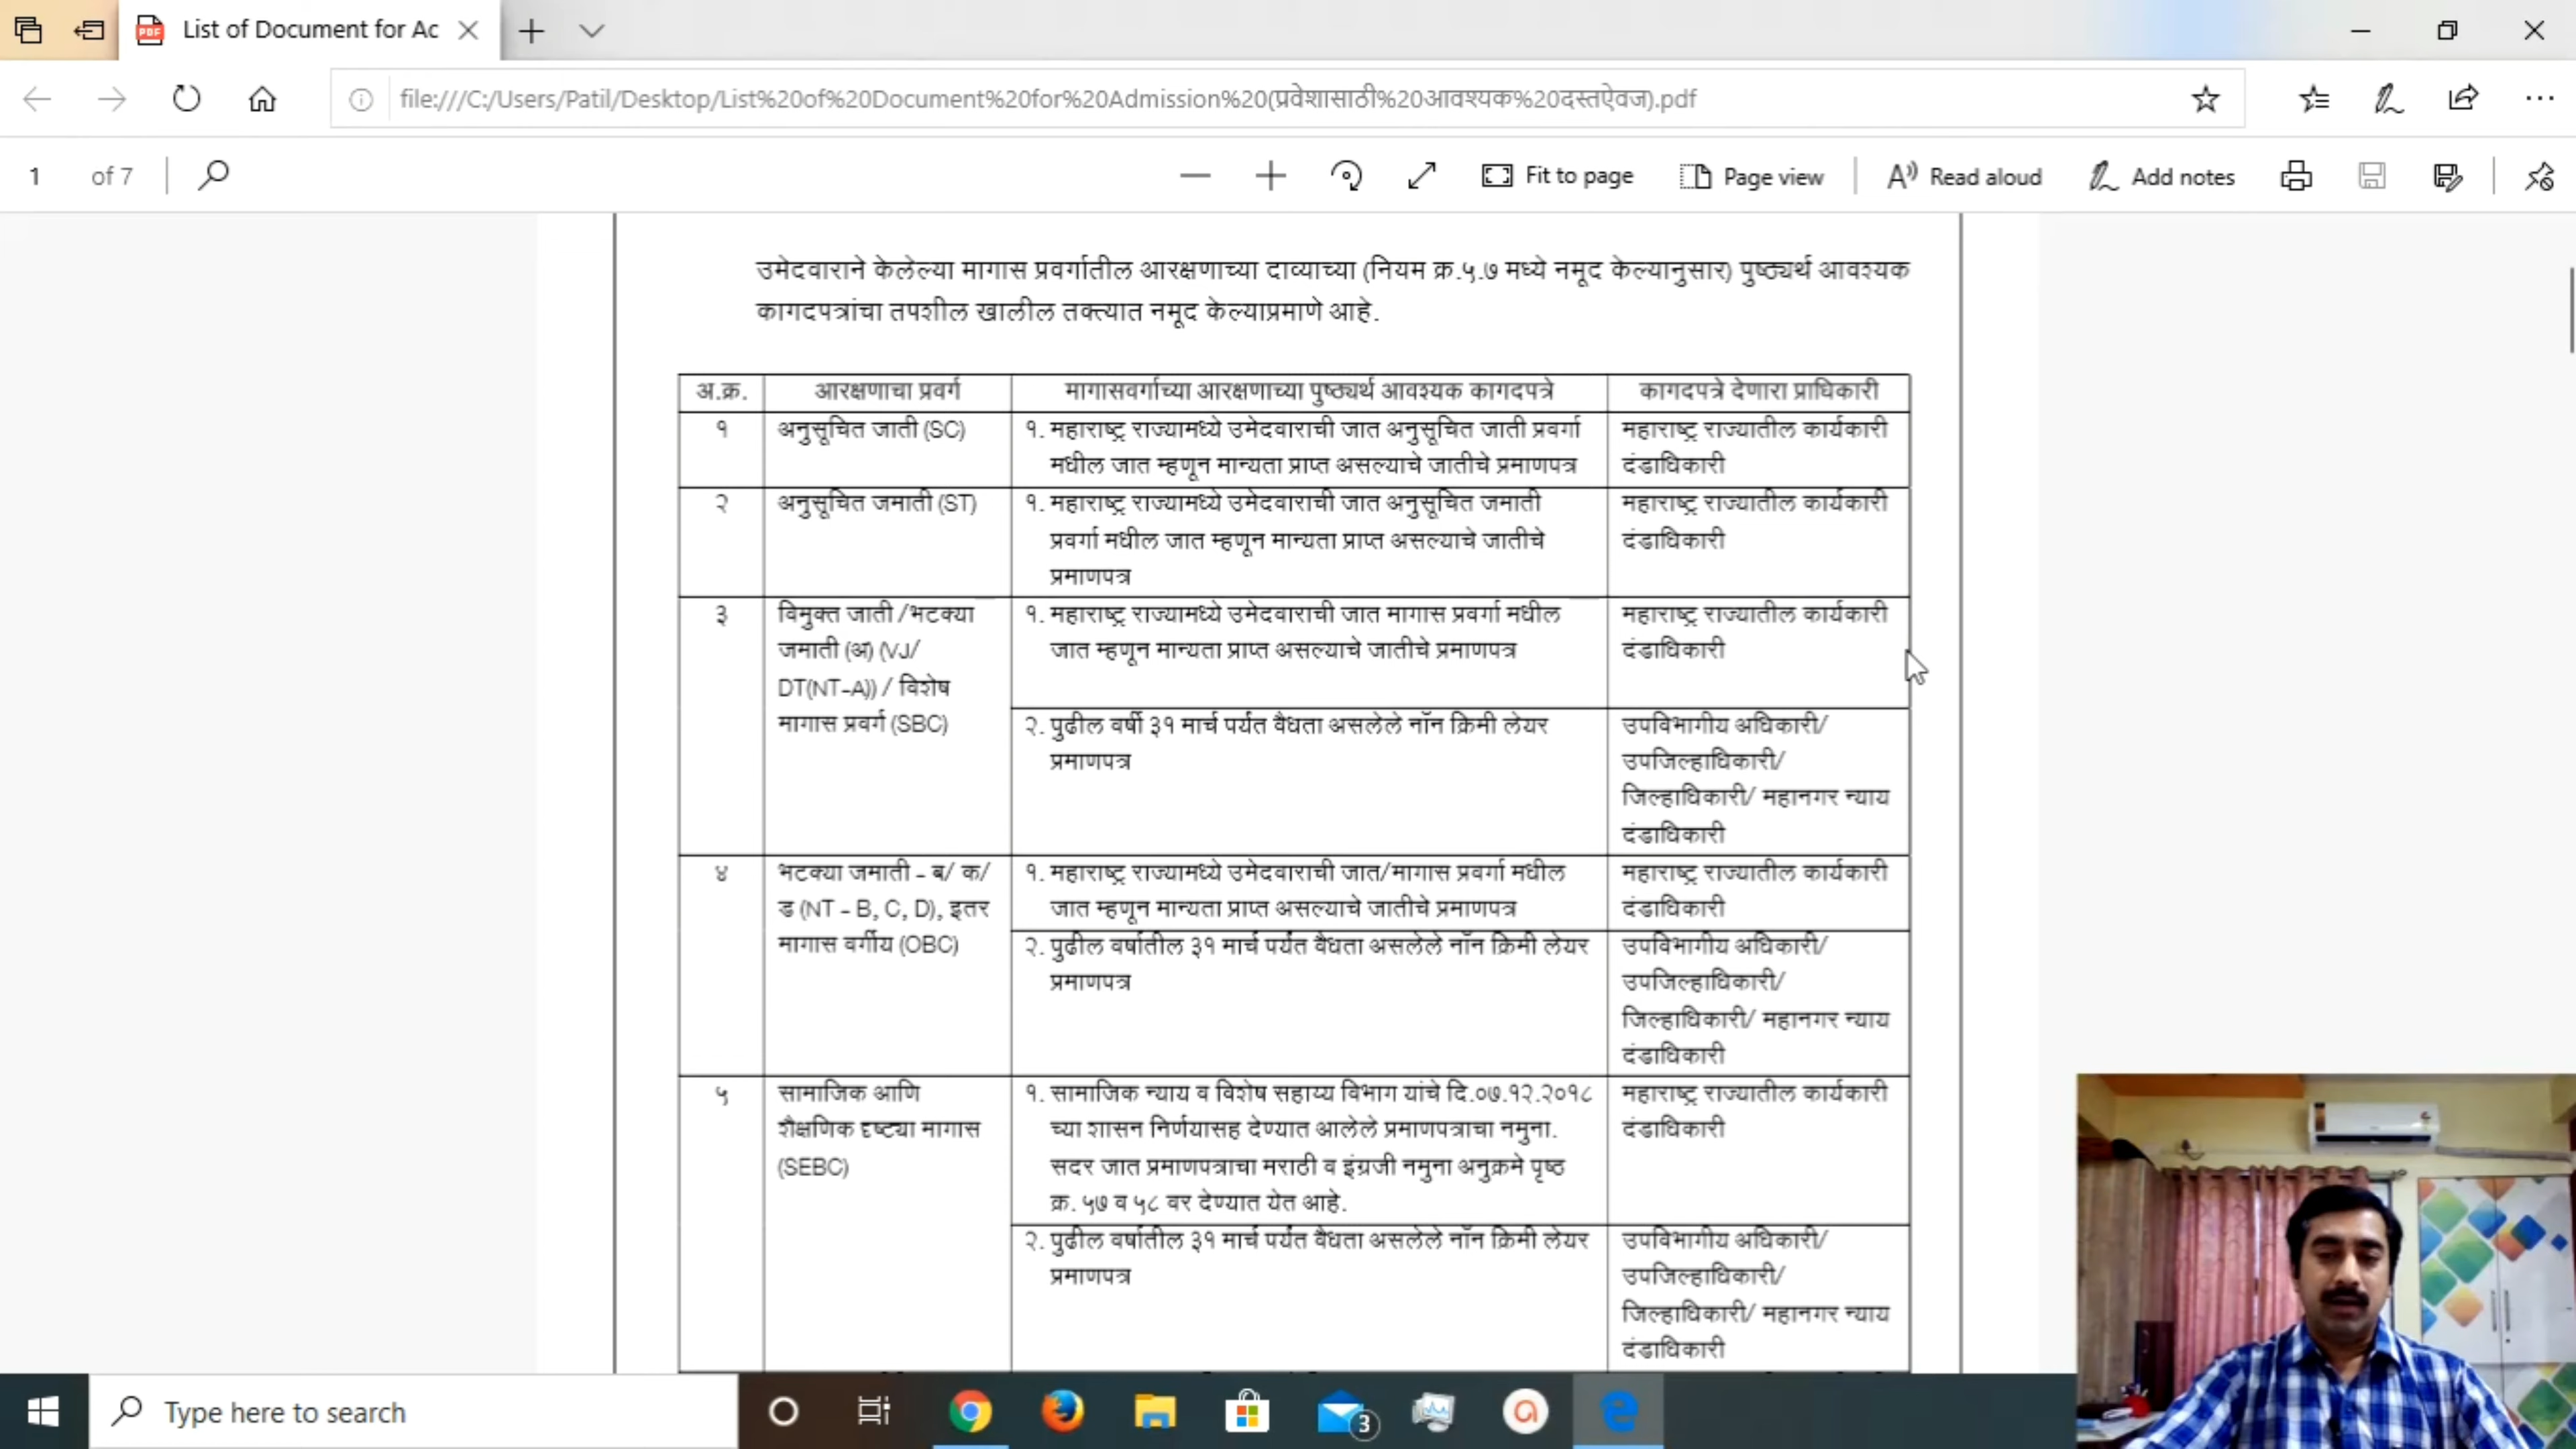 List of Document for Ac
file:///C:/Users/Patil/Desktop/List%20of%20Document%20for%20Admission%20(प्रवेशासाठी%20आवश्यक%20दस्तऐवज).pdf
1 of 7
Fit to page
Page view
Read aloud
Add notes
उमेदवाराने केलेल्या मागास प्रवर्गातील आरक्षणाच्या दाव्याच्या (नियम क्र.५.७ मध्ये नमूद केल्यानुसार) पुष्ठ्यर्थ आवश्यक
कागदपत्रांचा तपशील खालील तक्त्यात नमूद केल्याप्रमाणे आहे.
अ.क्र. आरक्षणाचा प्रवर्ग मागासवर्गाच्या आरक्षणाच्या पुष्ठ्यर्थ आवश्यक कागदपत्रे कागदपत्रे देणारा प्राधिकारी
१ अनुसूचित जाती (SC) १. महाराष्ट्र राज्यामध्ये उमेदवाराची जात अनुसूचित जाती प्रवर्गा महाराष्ट्र राज्यातील कार्यकारी
मधील जात म्हणून मान्यता प्राप्त असल्याचे जातीचे प्रमाणपत्र दंडाधिकारी
२ अनुसूचित जमाती (ST) १. महाराष्ट्र राज्यामध्ये उमेदवाराची जात अनुसूचित जमाती महाराष्ट्र राज्यातील कार्यकारी
प्रवर्गा मधील जात म्हणून मान्यता प्राप्त असल्याचे जातीचे दंडाधिकारी
प्रमाणपत्र
३ विमुक्त जाती /भटक्या १. महाराष्ट्र राज्यामध्ये उमेदवाराची जात मागास प्रवर्गा मधील महाराष्ट्र राज्यातील कार्यकारी
जमाती (अ) (VJ/ जात म्हणून मान्यता प्राप्त असल्याचे जातीचे प्रमाणपत्र दंडाधिकारी
DT(NT-A)) / विशेष
मागास प्रवर्ग (SBC) २. पुढील वर्षी ३१ मार्च पर्यंत वैधता असलेले नॉन क्रिमी लेयर उपविभागीय अधिकारी/
प्रमाणपत्र उपजिल्हाधिकारी/
जिल्हाधिकारी/ महानगर न्याय
दंडाधिकारी
४ भटक्या जमाती - ब/ क/ १. महाराष्ट्र राज्यामध्ये उमेदवाराची जात/मागास प्रवर्गा मधील महाराष्ट्र राज्यातील कार्यकारी
ड (NT - B, C, D), इतर जात म्हणून मान्यता प्राप्त असल्याचे जातीचे प्रमाणपत्र दंडाधिकारी
मागास वर्गीय (OBC) २. पुढील वर्षातील ३१ मार्च पर्यंत वैधता असलेले नॉन क्रिमी लेयर उपविभागीय अधिकारी/
प्रमाणपत्र उपजिल्हाधिकारी/
जिल्हाधिकारी/ महानगर न्याय
दंडाधिकारी
५ सामाजिक आणि १. सामाजिक न्याय व विशेष सहाय्य विभाग यांचे दि.०७.१२.२०१८ महाराष्ट्र राज्यातील कार्यकारी
शैक्षणिक दृष्ट्या मागास च्या शासन निर्णयासह देण्यात आलेले प्रमाणपत्राचा नमुना. दंडाधिकारी
(SEBC) सदर जात प्रमाणपत्राचा मराठी व इंग्रजी नमुना अनुक्रमे पृष्ठ
क्र. ५७ व ५८ वर देण्यात येत आहे.
२. पुढील वर्षातील ३१ मार्च पर्यंत वैधता असलेले नॉन क्रिमी लेयर उपविभागीय अधिकारी/
प्रमाणपत्र उपजिल्हाधिकारी/
जिल्हाधिकारी/ महानगर न्याय
दंडाधिकारी
Type here to search
3